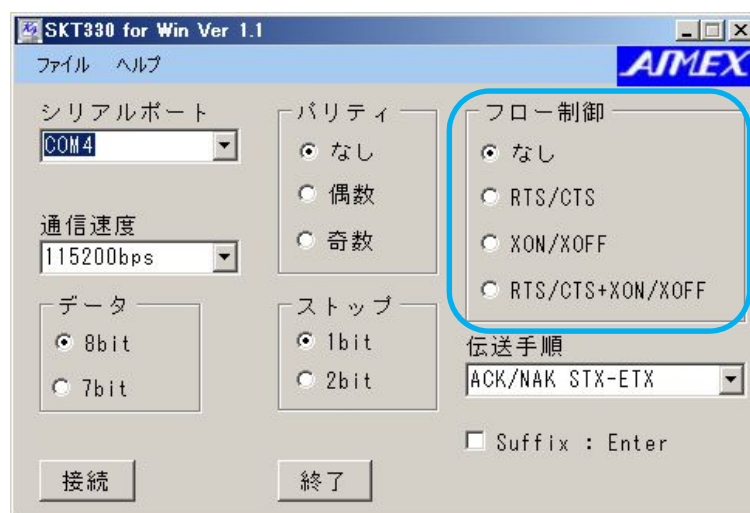 SKT330 for Win Ver 1.1
ファイル ヘルプ
AIMEX
シリアルポート
COM4
通信速度
115200bps
データ
8bit
7bit
パリティ
なし
偶数
奇数
ストップ
1bit
2bit
フロー制御
なし
RTS/CTS
XON/XOFF
RTS/CTS+XON/XOFF
伝送手順
ACK/NAK STX-ETX
Suffix : Enter
接続
終了